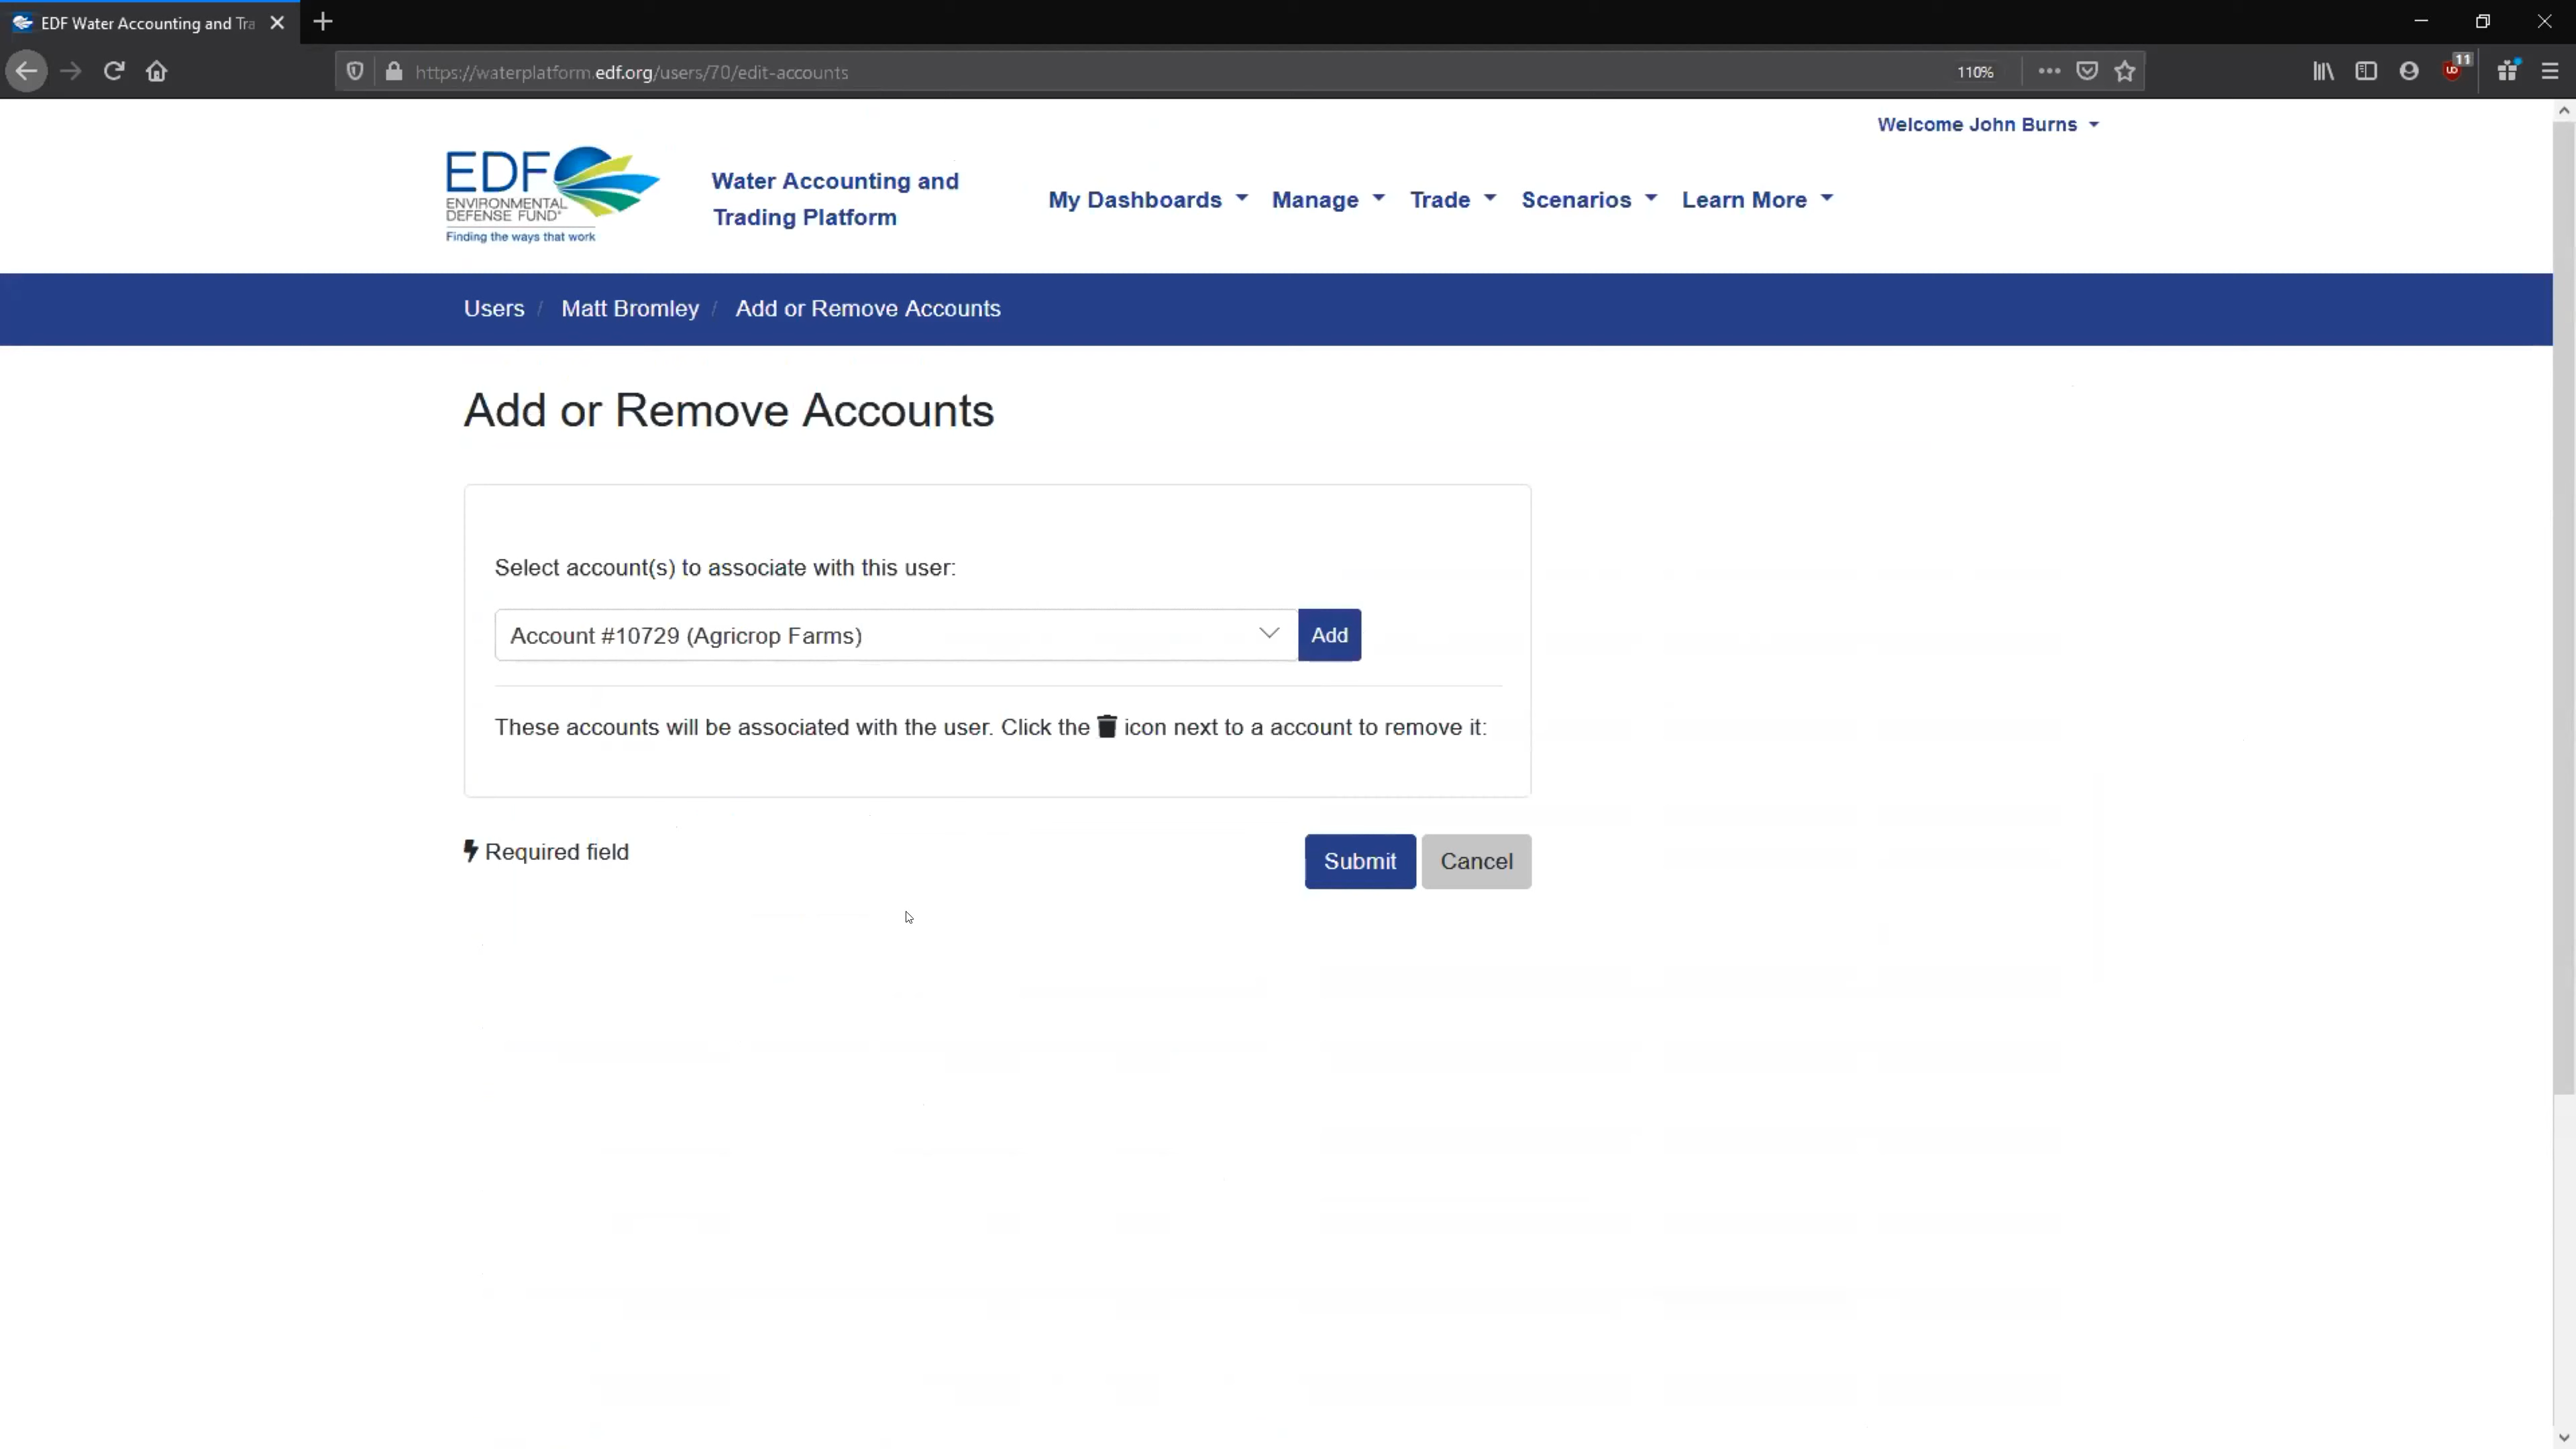 EDF Water Accounting and Tra
https://waterplatform.edf.org/users/70/edit-accounts
110%
11
Welcome John Burns
EDF
ENVIRONMENTAL
DEFENSE FUND®
Finding the ways that work
Water Accounting and
Trading Platform
My Dashboards Manage Trade Scenarios Learn More
Users / Matt Bromley / Add or Remove Accounts
Add or Remove Accounts
Select account(s) to associate with this user:
Account #10729 (Agricrop Farms) Add
These accounts will be associated with the user. Click the icon next to a account to remove it:
Required field
Submit Cancel